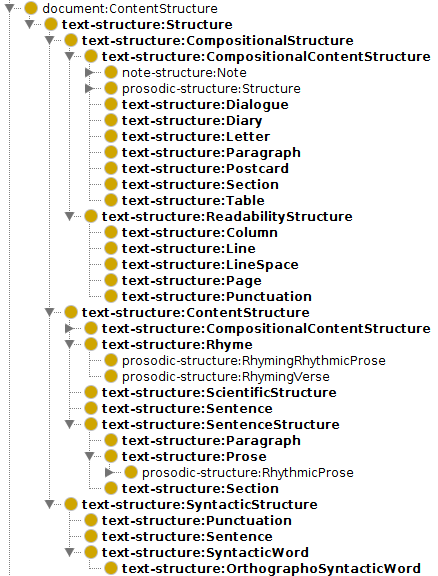 document:ContentStructure
text-structure:Structure
text-structure:CompositionalStructure
text-structure:CompositionalContentStructure
note-structure:Note
prosodic-structure:Structure
text-structure:Dialogue
text-structure:Diary
text-structure:Letter
text-structure:Paragraph
text-structure:Postcard
text-structure:Section
text-structure:Table
text-structure:ReadabilityStructure
text-structure:Column
text-structure:Line
text-structure:LineSpace
text-structure:Page
text-structure:Punctuation
text-structure:ContentStructure
text-structure:CompositionalContentStructure
text-structure:Rhyme
prosodic-structure:RhymingRhythmicProse
prosodic-structure:RhymingVerse
text-structure:ScientificStructure
text-structure:Sentence
text-structure:SentenceStructure
text-structure:Paragraph
text-structure:Prose
prosodic-structure:RhythmicProse
text-structure:Section
text-structure:SyntacticStructure
text-structure:Punctuation
text-structure:Sentence
text-structure:SyntacticWord
text-structure:OrthographoSyntacticWord